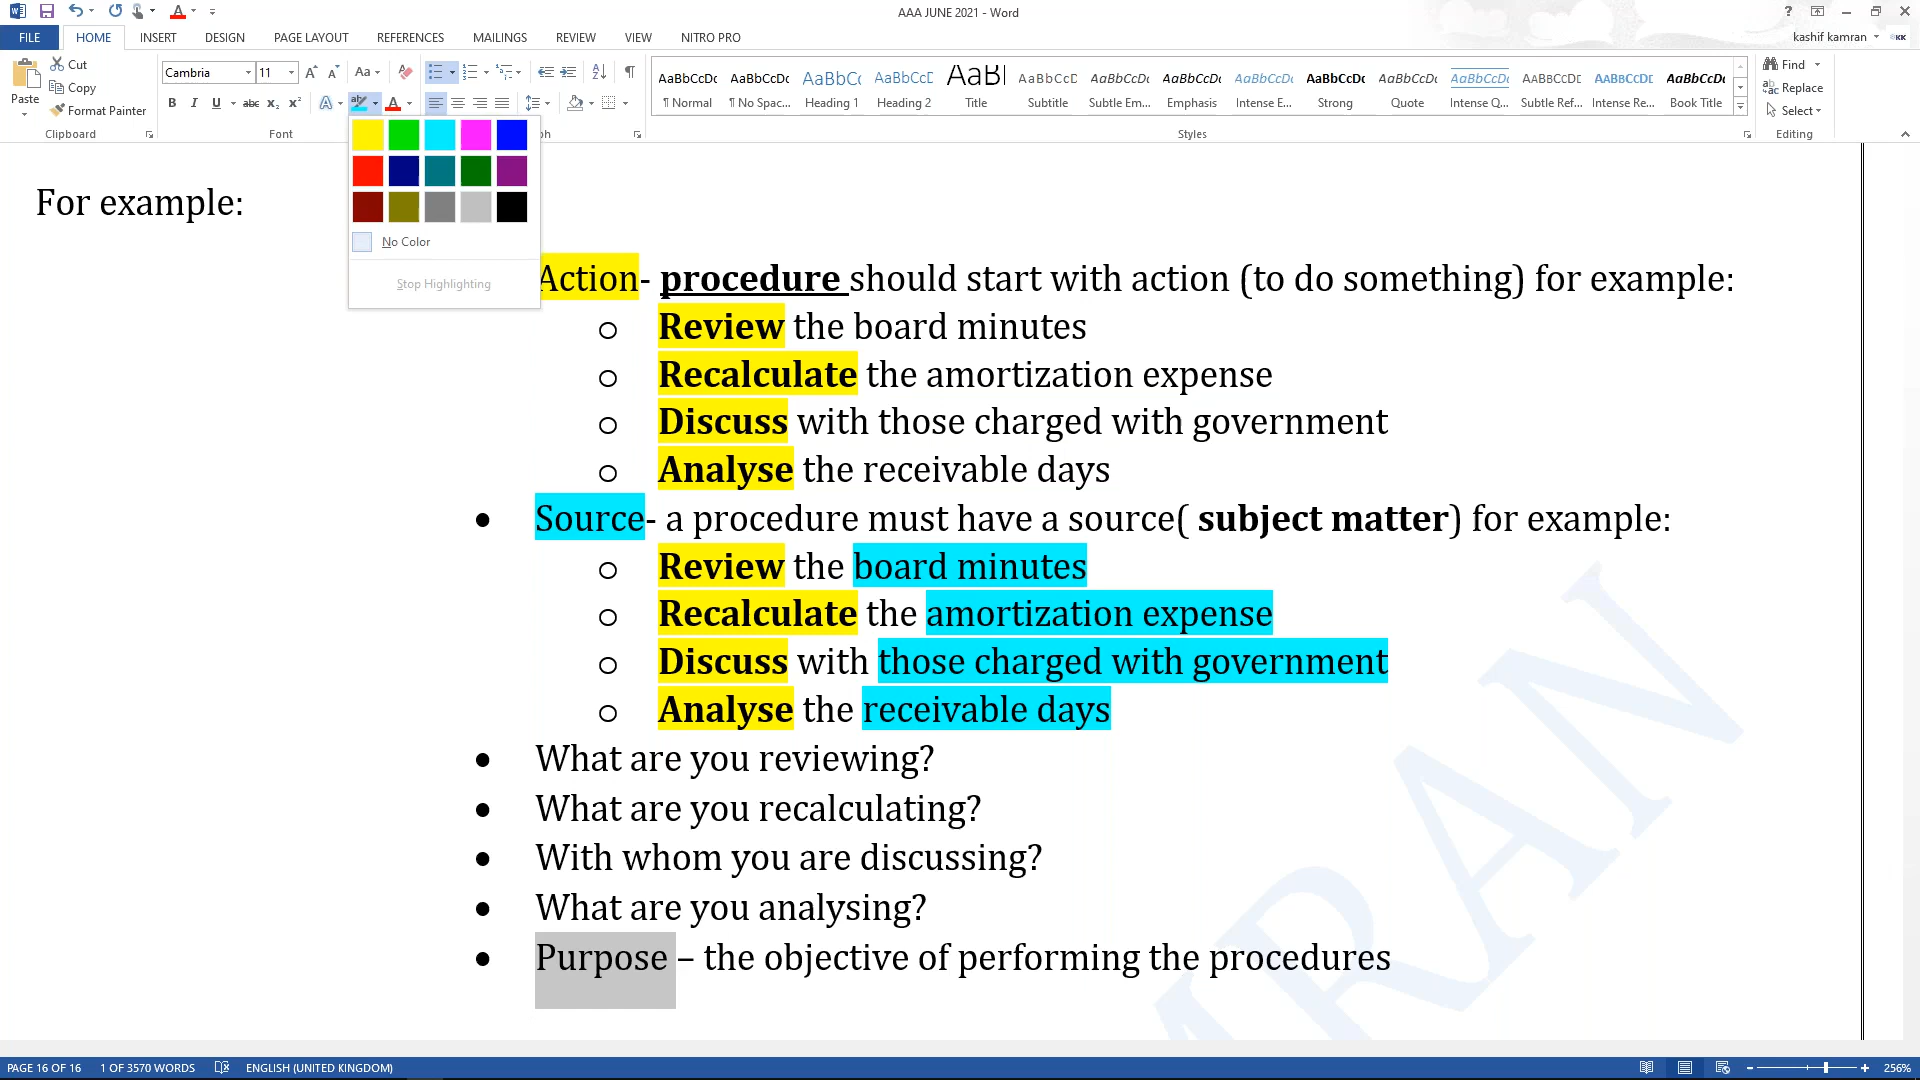 AAA JUNE 2021 - Word
FILE HOME INSERT DESIGN PAGE LAYOUT REFERENCES MAILINGS REVIEW VIEW NITRO PRO
kashif kamran KK
Paste Cut
Copy
Format Painter
Clipboard
Cambria 11
Font
AaBbCcDc ¶ Normal
AaBbCcDc ¶ No Spac...
AaBbCc Heading 1
AaBbCcE Heading 2
AaBl Title
AaBbCcD Subtitle
AaBbCcDc Subtle Em...
AaBbCcDc Emphasis
AaBbCcDc Intense E...
AaBbCcDc Strong
AaBbCcDc Quote
AaBbCcDc Intense Q...
AABBCCDE Subtle Ref...
AABBCCDE Intense Re...
AaBbCcDc Book Title
Styles
Find
Replace
Select
Editing
No Color
Stop Highlighting
For example:
Action- procedure should start with action (to do something) for example:
o Review the board minutes
o Recalculate the amortization expense
o Discuss with those charged with government
o Analyse the receivable days
• Source- a procedure must have a source( subject matter) for example:
o Review the board minutes
o Recalculate the amortization expense
o Discuss with those charged with government
o Analyse the receivable days
• What are you reviewing?
• What are you recalculating?
• With whom you are discussing?
• What are you analysing?
• Purpose – the objective of performing the procedures
PAGE 16 OF 16 1 OF 3570 WORDS ENGLISH (UNITED KINGDOM) 256%